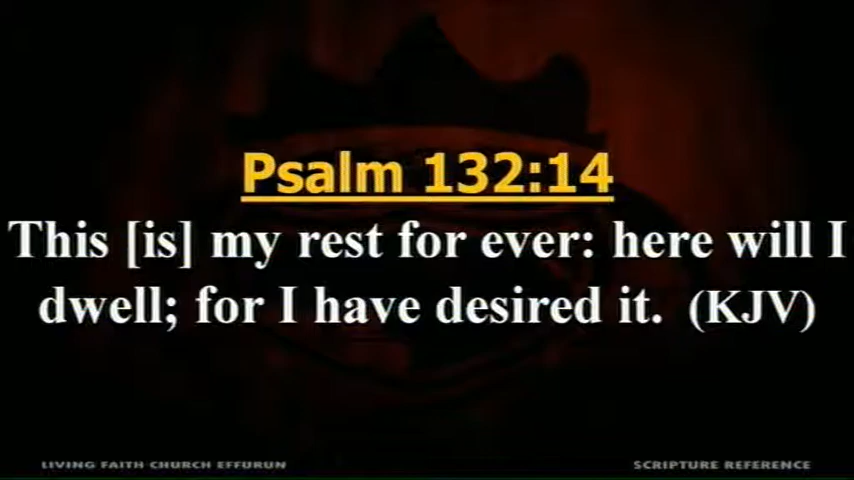 Psalm 132:14
This [is] my rest for ever: here will I
dwell; for I have desired it. (KJV)
LIVING FAITH CHURCH EFFURUN
SCRIPTURE REFERENCE